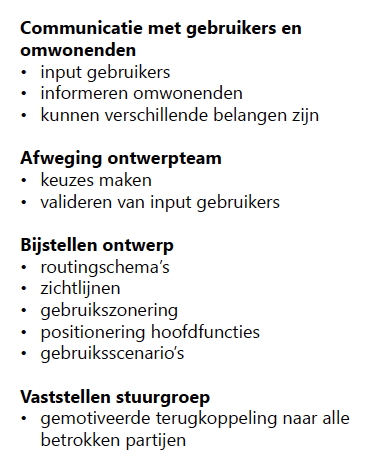 Communicatie met gebruikers en
omwonenden
• input gebruikers
• informeren omwonenden
• kunnen verschillende belangen zijn
Afweging ontwerpteam
• keuzes maken
• valideren van input gebruikers
Bijstellen ontwerp
• routingschema’s
• zichtlijnen
• gebruikszonering
• positionering hoofdfuncties
• gebruiksscenario’s
Vaststellen stuurgroep
• gemotiveerde terugkoppeling naar alle
betrokken partijen